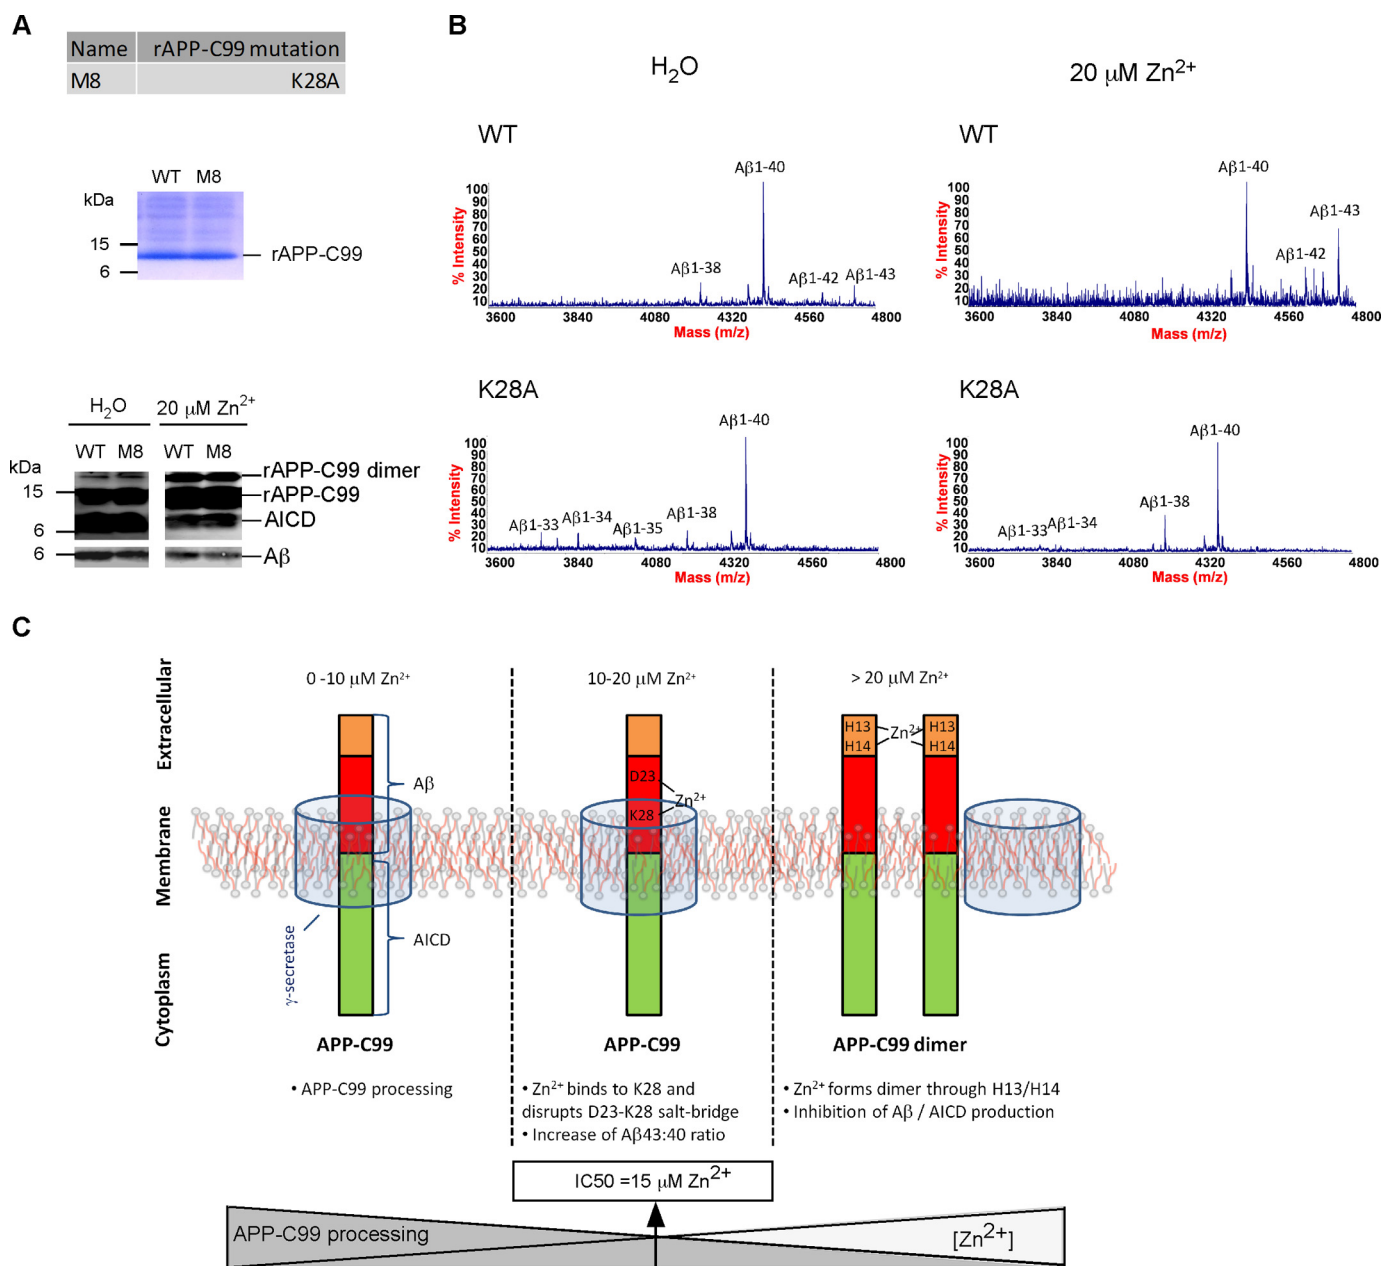 A
Name rAPP-C99 mutation
M8 K28A
WT M8
kDa
15
6
rAPP-C99
H2O 20 µM Zn2+
WT M8 WT M8
kDa
rAPP-C99 dimer
15
rAPP-C99
AICD
6
6
Aβ
B
H2O
20 µM Zn2+
WT
Aβ1-40
Aβ1-38
Aβ1-42
Aβ1-43
% Intensity
100
90
80
70
60
50
40
30
20
10
3600 3840 4080 4320 4560 4800
Mass (m/z)
WT
Aβ1-40
Aβ1-43
Aβ1-42
% Intensity
100
90
80
70
60
50
40
30
20
10
3600 3840 4080 4320 4560 4800
Mass (m/z)
K28A
Aβ1-40
Aβ1-33
Aβ1-34
Aβ1-35
Aβ1-38
% Intensity
100
90
80
70
60
50
40
30
20
10
3600 3840 4080 4320 4560 4800
Mass (m/z)
K28A
Aβ1-40
Aβ1-38
Aβ1-33
Aβ1-34
% Intensity
100
90
80
70
60
50
40
30
20
10
3600 3840 4080 4320 4560 4800
Mass (m/z)
C
Extracellular
Membrane
Cytoplasm
0 -10 µM Zn2+
Aβ
AICD
γ-secretase
APP-C99
• APP-C99 processing
10-20 µM Zn2+
D23
Zn2+
K28
APP-C99
• Zn2+ binds to K28 and
disrupts D23-K28 salt-bridge
• Increase of Aβ43:40 ratio
> 20 µM Zn2+
H13 H13
Zn2+
H14 H14
APP-C99 dimer
• Zn2+ forms dimer through H13/H14
• Inhibition of Aβ / AICD production
IC50 =15 µM Zn2+
APP-C99 processing
[Zn2+]